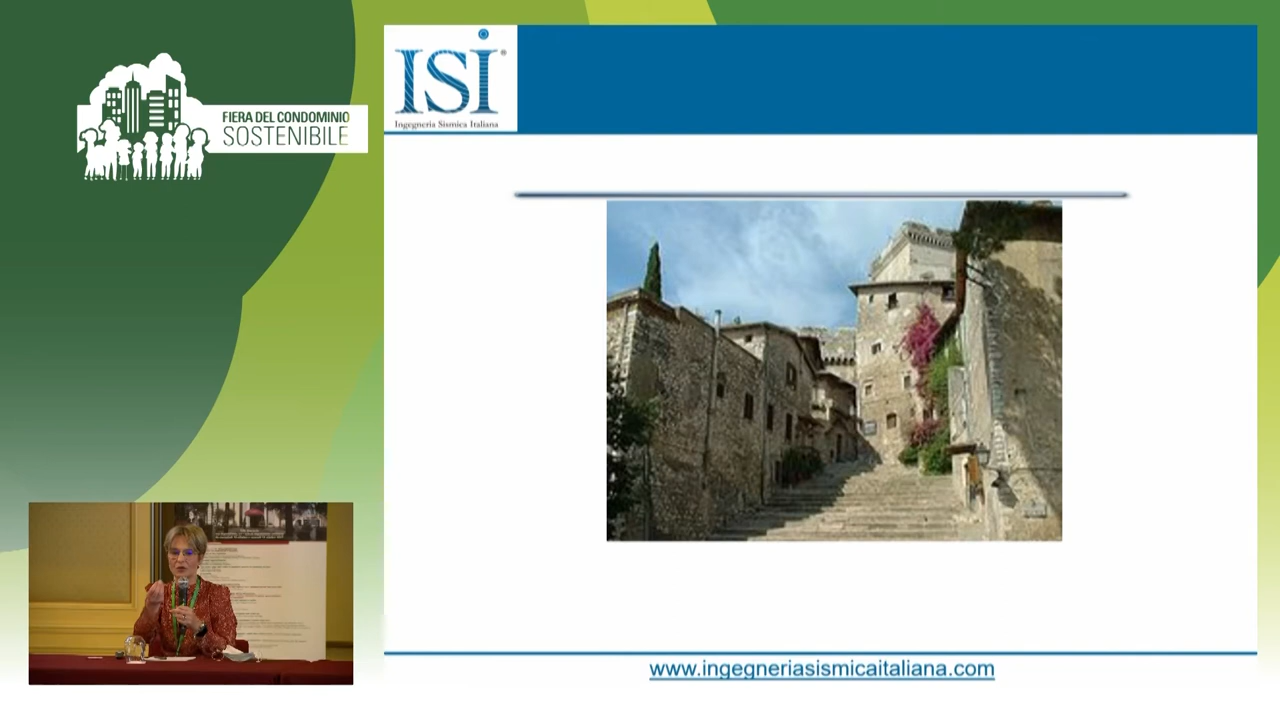 FIERA DEL CONDOMINIO
SOSTENIBILE
ISI®
Ingegneria Sismica Italiana
www.ingegneriasismicaitaliana.com